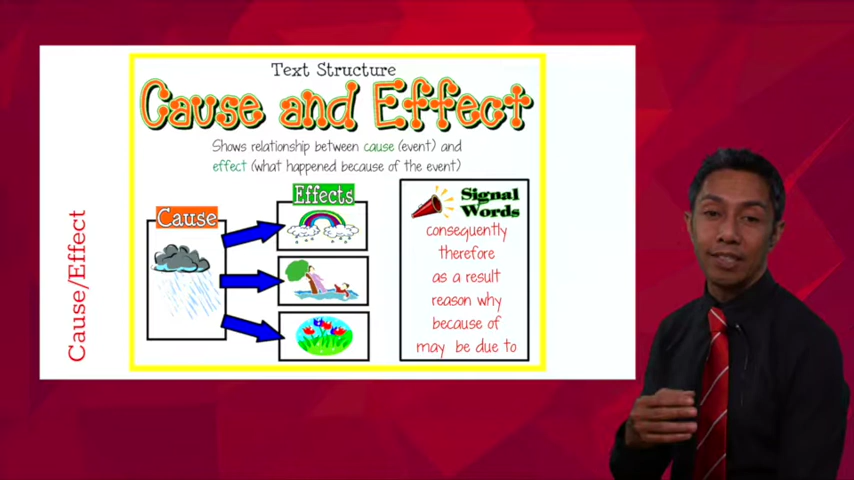 Text Structure
Cause and Effect
Shows relationship between cause (event) and
effect (what happened because of the event)
Cause/Effect
Cause
Effects
Signal
Words
consequently
therefore
as a result
reason why
because of
may be due to